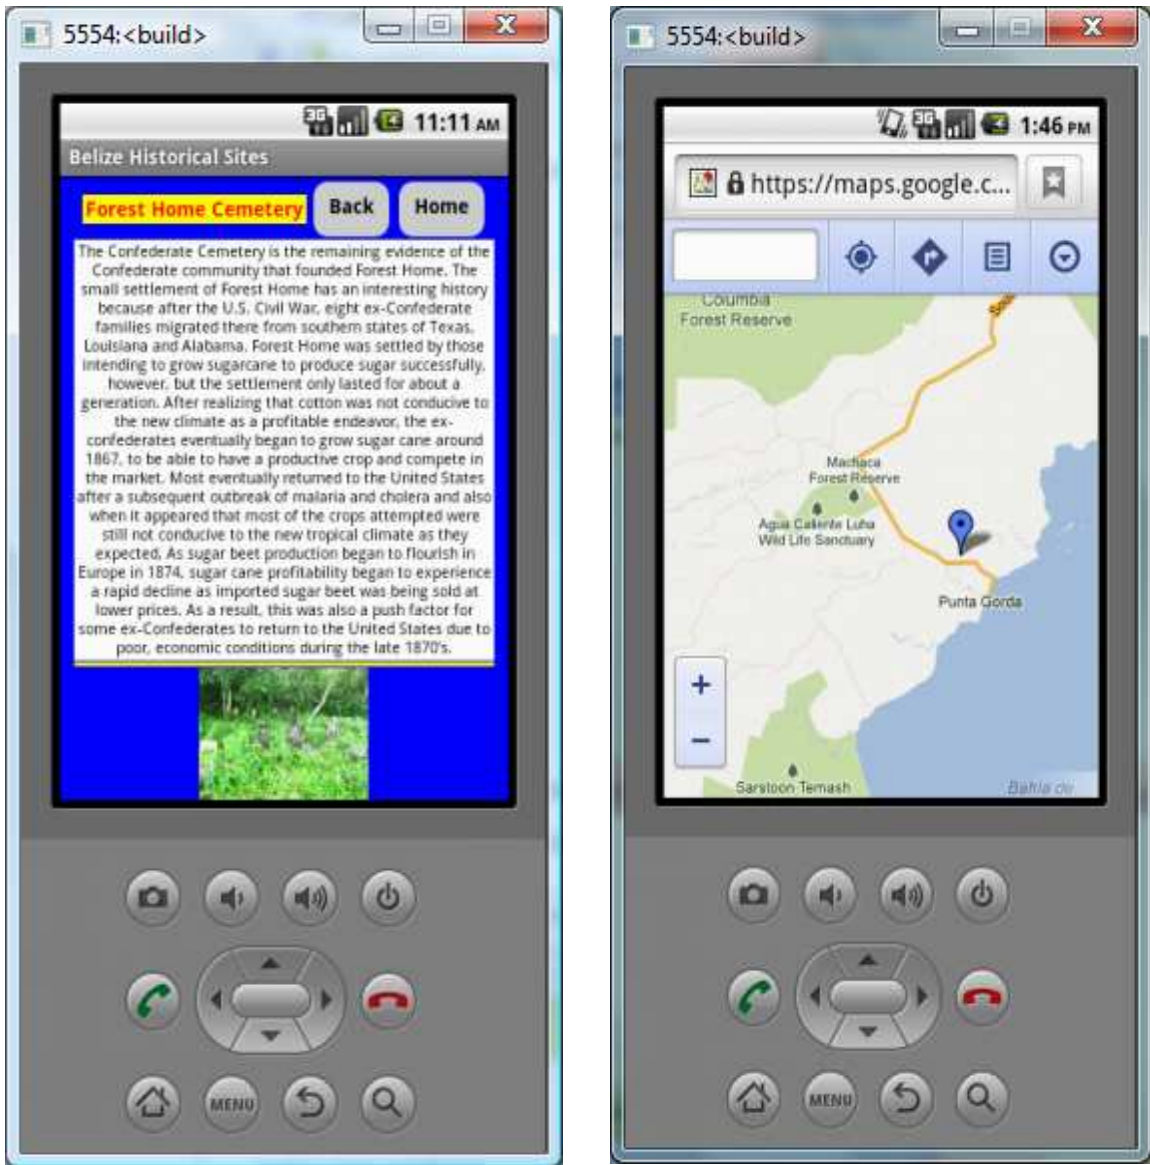 5554:<build>
3G 11:11 AM
Belize Historical Sites
Forest Home Cemetery Back Home
The Confederate Cemetery is the remaining evidence of the
Confederate community that founded Forest Home. The
small settlement of Forest Home has an interesting history
because after the U.S. Civil War, eight ex-Confederate
families migrated there from southern states of Texas,
Louisiana and Alabama. Forest Home was settled by those
intending to grow sugarcane to produce sugar successfully,
however, but the settlement only lasted for about a
generation. After realizing that cotton was not conducive to
the new climate as a profitable endeavor, the ex-
confederates eventually began to grow sugar cane around
1867, to be able to have a productive crop and compete in
the market. Most eventually returned to the United States
after a subsequent outbreak of malaria and cholera and also
when it appeared that most of the crops attempted were
still not conducive to the new tropical climate as they
expected. As sugar beet production began to flourish in
Europe in 1874, sugar cane profitability began to experience
a rapid decline as imported sugar beet was being sold at
lower prices. As a result, this was also a push factor for
some ex-Confederates to return to the United States due to
poor, economic conditions during the late 1870's.
MENU
5554:<build>
3G 1:46 PM
https://maps.google.c...
Columbia
Forest Reserve
Machaca
Forest Reserve
Agua Caliente Luha
Wild Life Sanctuary
Punta Gorda
+
−
Sarstoon Temash
Bahia de
MENU